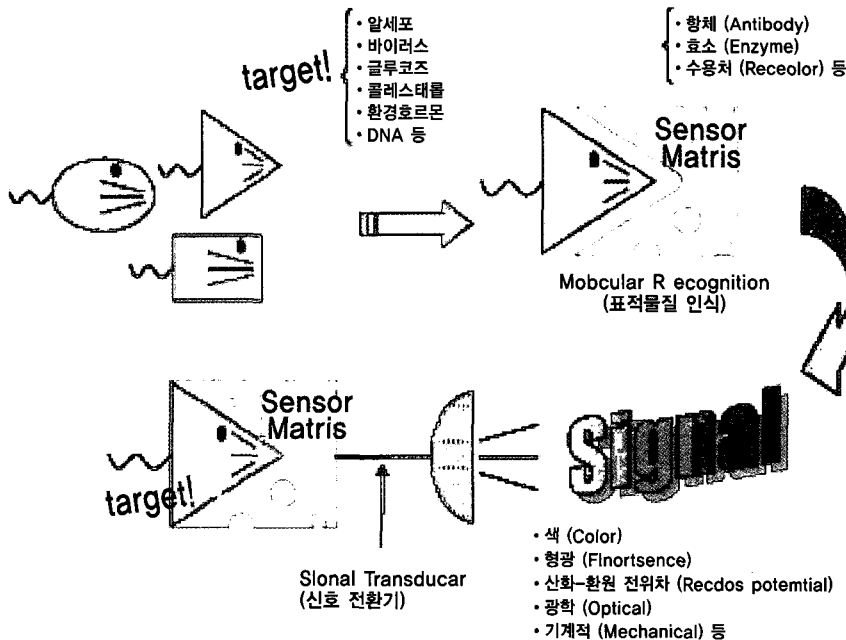 target!
· 알세포
· 바이러스
· 글루코즈
· 콜레스태롤
· 환경호르몬
· DNA 등
· 항체 (Antibody)
· 효소 (Enzyme)
· 수용처 (Receolor) 등
Sensor
Matris
Mobcular R ecognition
(표적물질 인식)
Sensor
Matris
target!
Slonal Transducar
(신호 전환기)
Signal
· 색 (Color)
· 형광 (Flnortsence)
· 산화-환원 전위차 (Recdos potemtial)
· 광학 (Optical)
· 기계적 (Mechanical) 등